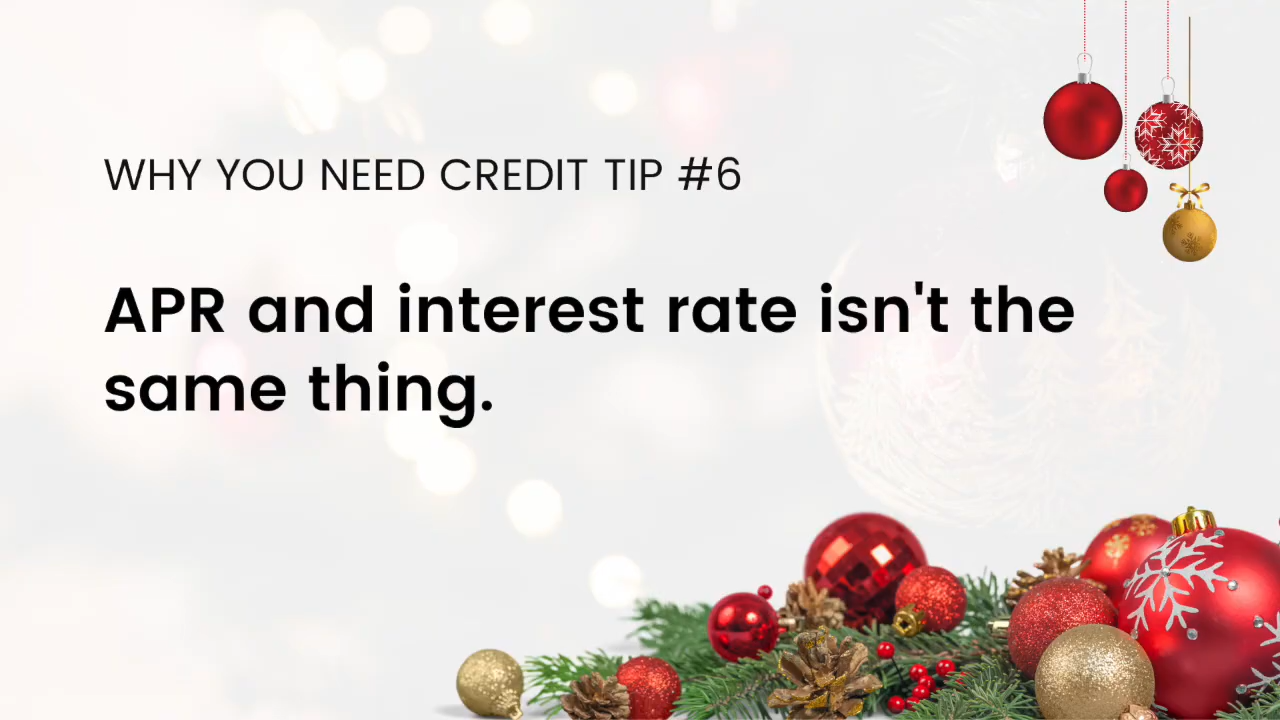 WHY YOU NEED CREDIT TIP #6
APR and interest rate isn't the
same thing.